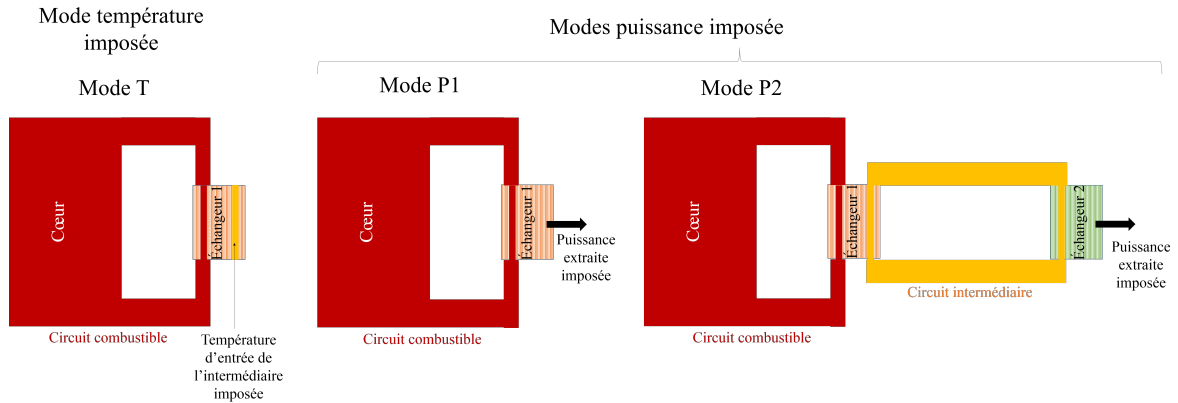 Mode température
imposée
Modes puissance imposée
Mode T
Mode P1
Mode P2
Cœur
Échangeur 1
Circuit combustible
Température
d’entrée de
l’intermédiaire
imposée
Cœur
Échangeur 1
Puissance
extraite
imposée
Circuit combustible
Cœur
Échangeur 1
Circuit combustible
Circuit intermédiaire
Échangeur 2
Puissance
extraite
imposée